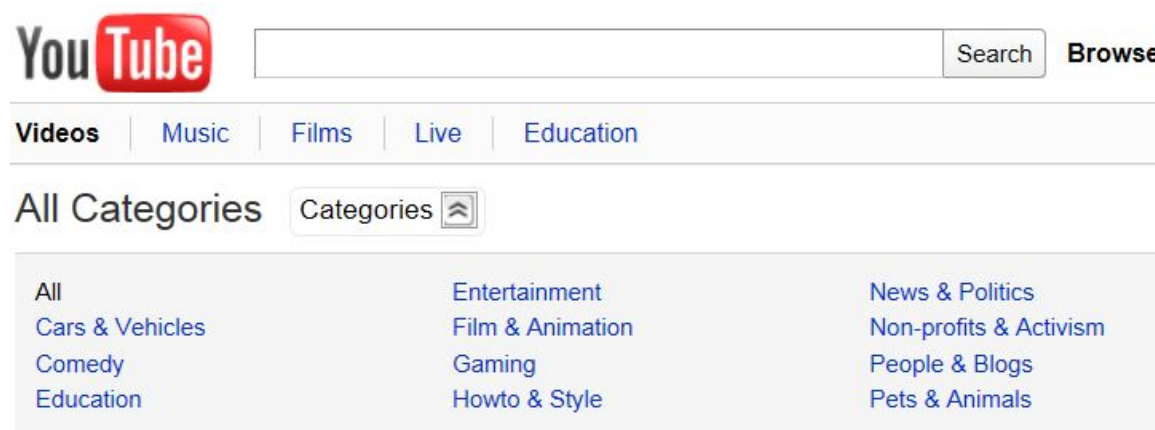 YouTube Search Browse
Videos Music Films Live Education
All Categories Categories
All Entertainment News & Politics
Cars & Vehicles Film & Animation Non-profits & Activism
Comedy Gaming People & Blogs
Education Howto & Style Pets & Animals